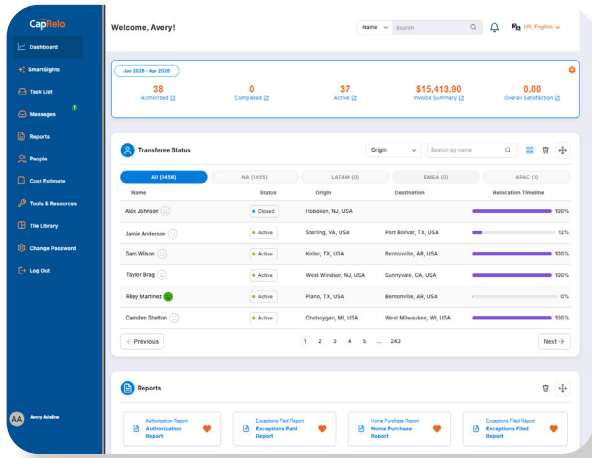 CapRelo
Dashboard
SmartSights
Task List
Messages
Reports
People
Cost Estimate
Tools & Resources
Tile Library
Change Password
Log Out
AA Avery Adeline
Welcome, Avery!
Name Search US, English
Jan 2026 - Apr 2026
38 0 37 $15,413.90 0.00
Authorized Completed Active Invoice Summary Overall Satisfaction
Transferee Status Origin Search by name
All (1456) NA (1455) LATAM (0) EMEA (0) APAC (1)
Name Status Origin Destination Relocation Timeline
Alex Johnson Closed Hoboken, NJ, USA 100%
Jamie Anderson Active Sterling, VA, USA Port Bolivar, TX, USA 12%
Sam Wilson Active Keller, TX, USA Bentonville, AR, USA 100%
Taylor Brag Active West Windsor, NJ, USA Sunnyvale, CA, USA 100%
Riley Martinez Active Plano, TX, USA Bentonville, AR, USA 0%
Camden Shelton Active Cheboygan, MI, USA West Milwaukee, WI, USA 100%
← Previous 1 2 3 4 5 ... 243 Next →
Reports
Authorization Report Exceptions Paid Report Home Purchase Report Exceptions Filed Report
Authorization Exceptions Paid Home Purchase Exceptions Filed
Report Report Report Report